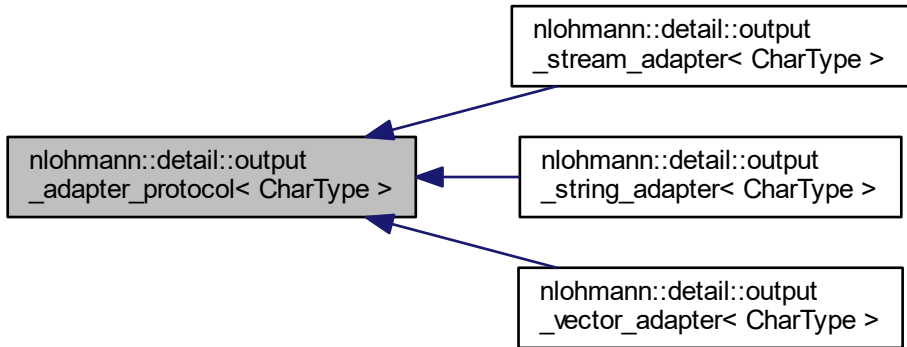 nlohmann::detail::output
_stream_adapter< CharType >
nlohmann::detail::output
_adapter_protocol< CharType >
nlohmann::detail::output
_string_adapter< CharType >
nlohmann::detail::output
_vector_adapter< CharType >